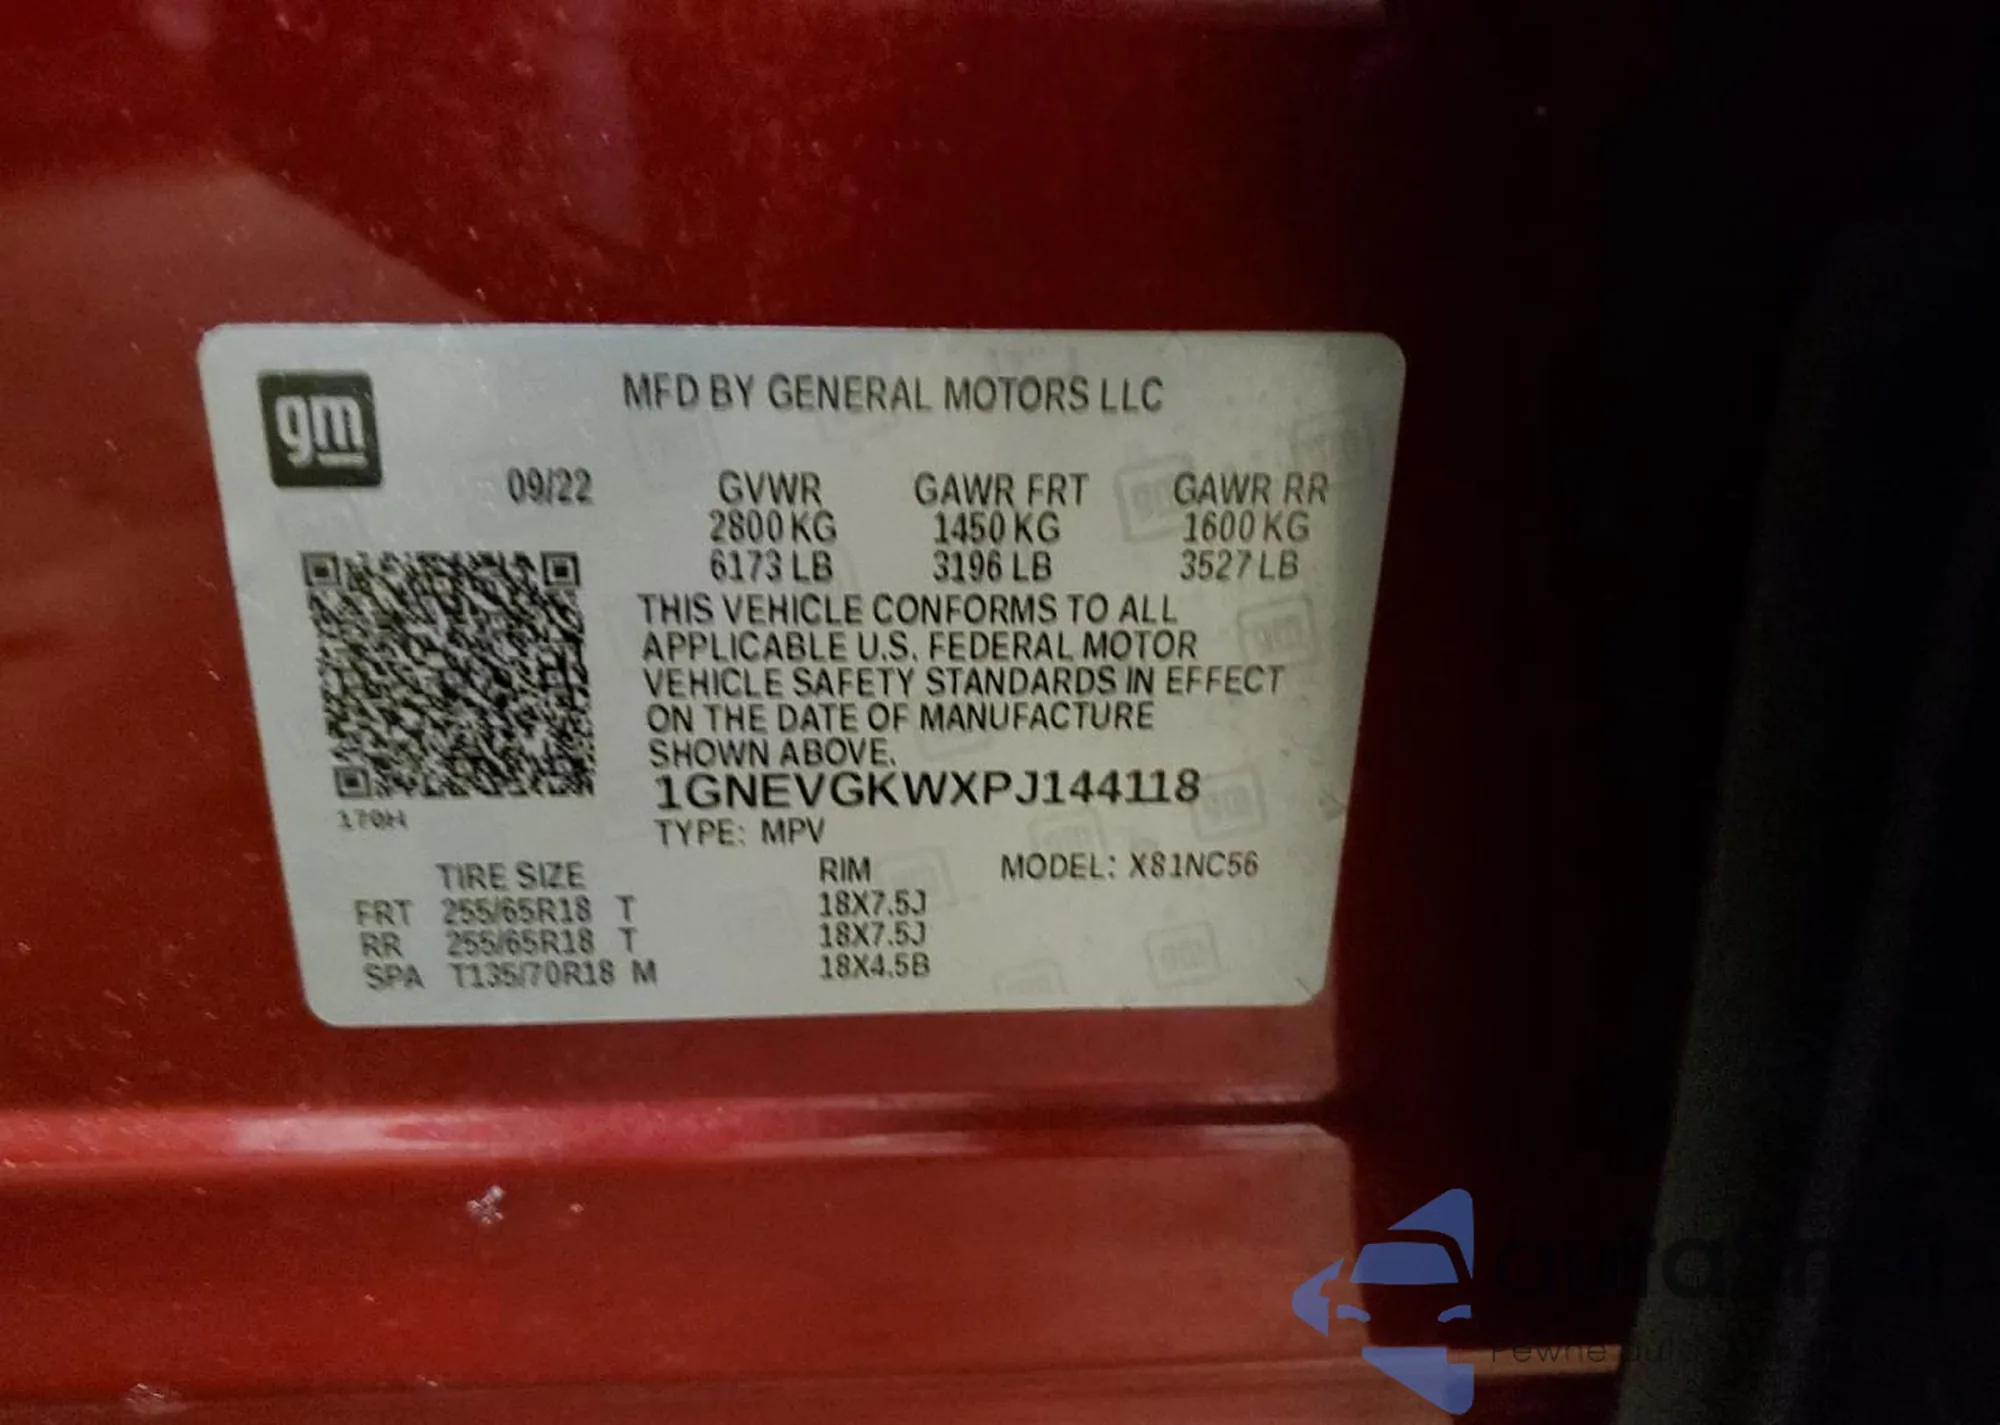 gm
MFD BY GENERAL MOTORS LLC
09/22 GVWR GAWR FRT GAWR RR
2800 KG 1450 KG 1600 KG
6173 LB 3196 LB 3527 LB
THIS VEHICLE CONFORMS TO ALL
APPLICABLE U.S. FEDERAL MOTOR
VEHICLE SAFETY STANDARDS IN EFFECT
ON THE DATE OF MANUFACTURE
SHOWN ABOVE.
1GNEVGKWXPJ144118
170H
TYPE: MPV
TIRE SIZE RIM MODEL: X81NC56
FRT 255/65R18 T 18X7.5J
RR 255/65R18 T 18X7.5J
SPA T135/70R18 M 18X4.5B
Pewne